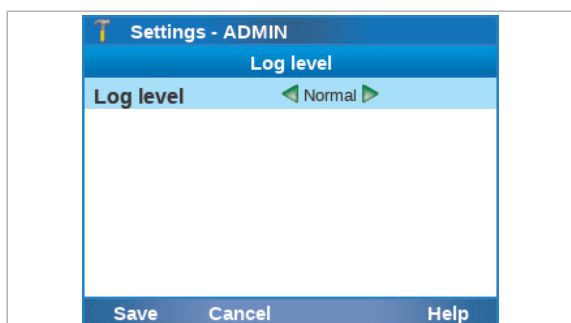 Settings - ADMIN
Log level
Log level Normal
Save Cancel Help